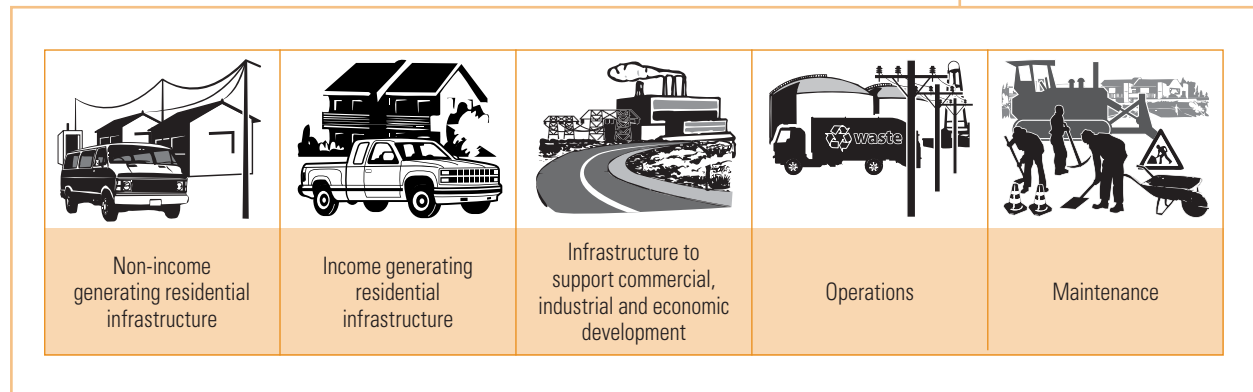 waste
Non-income
generating residential
infrastructure
Income generating
residential
infrastructure
Infrastructure to
support commercial,
industrial and economic
development
Operations
Maintenance